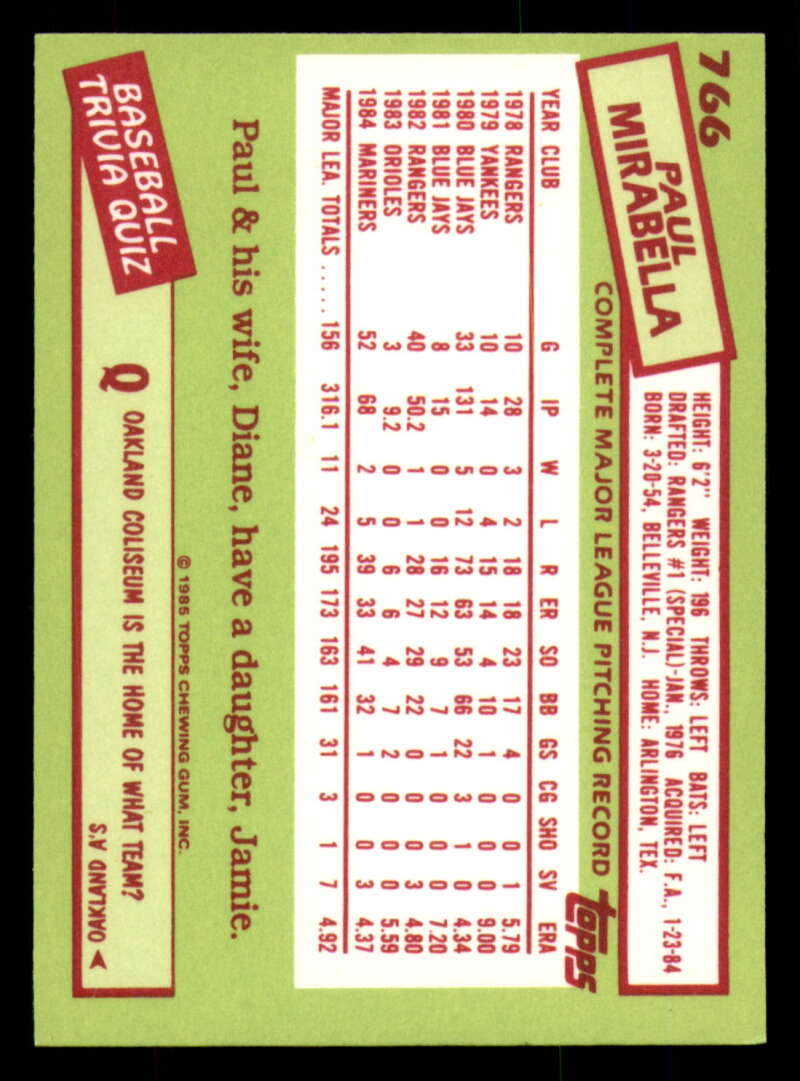 766
PAUL
MIRABELLA
HEIGHT: 6'2" WEIGHT: 196 THROWS: LEFT BATS: LEFT
DRAFTED: RANGERS #1 (SPECIAL)-JAN., 1976 ACQUIRED: F.A., 1-23-84
BORN: 3-20-54, BELLEVILLE, N.J. HOME: ARLINGTON, TEX.
COMPLETE MAJOR LEAGUE PITCHING RECORD
TOPPS
YEAR CLUB G IP W L R ER SO BB GS CG SHO SV ERA
1978 RANGERS 10 28 3 2 18 18 23 17 4 0 0 1 5.79
1979 YANKEES 10 14 0 4 15 14 4 10 1 0 0 0 9.00
1980 BLUE JAYS 33 131 5 12 73 63 53 66 22 3 1 0 4.34
1981 BLUE JAYS 8 15 0 0 16 12 9 7 1 0 0 0 7.20
1982 RANGERS 40 50.2 1 1 28 27 29 22 0 0 0 3 4.80
1983 ORIOLES 3 9.2 0 0 6 6 4 7 2 0 0 0 5.59
1984 MARINERS 52 68 2 5 39 33 41 32 1 0 0 3 4.37
MAJOR LEA. TOTALS ..... 156 316.1 11 24 195 173 163 161 31 3 1 7 4.92
Paul & his wife, Diane, have a daughter, Jamie.
© 1985 TOPPS CHEWING GUM, INC.
BASEBALL
TRIVIA QUIZ
Q OAKLAND COLISEUM IS THE HOME OF WHAT TEAM?
OAKLAND A'S